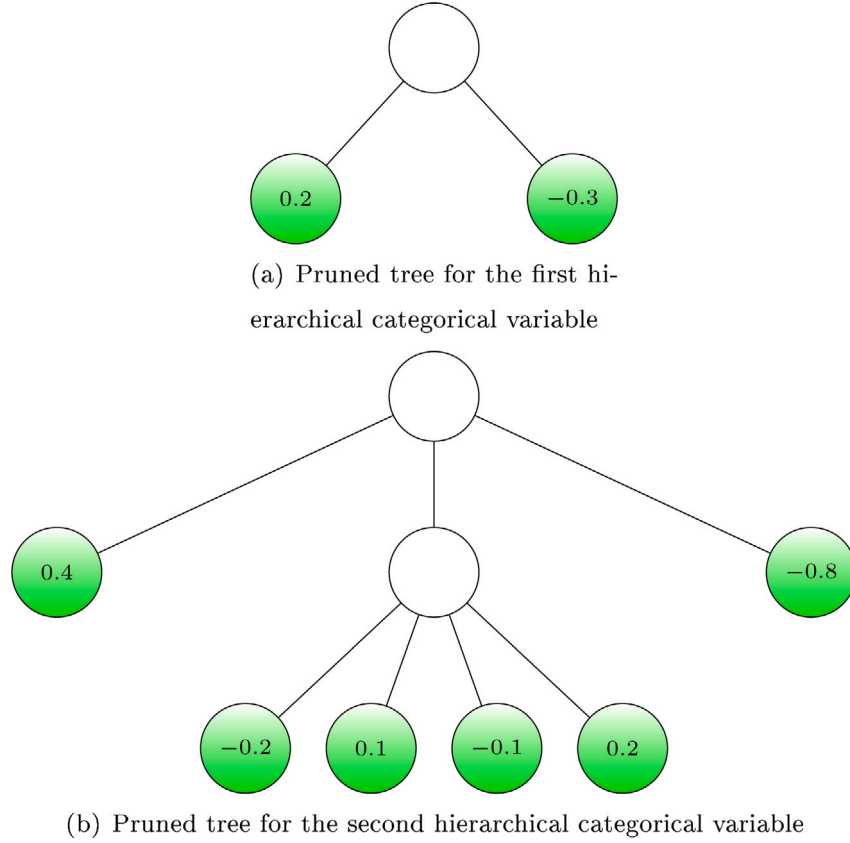 0.2
−0.3
(a) Pruned tree for the first hi-
erarchical categorical variable
0.4
−0.8
−0.2
0.1
−0.1
0.2
(b) Pruned tree for the second hierarchical categorical variable